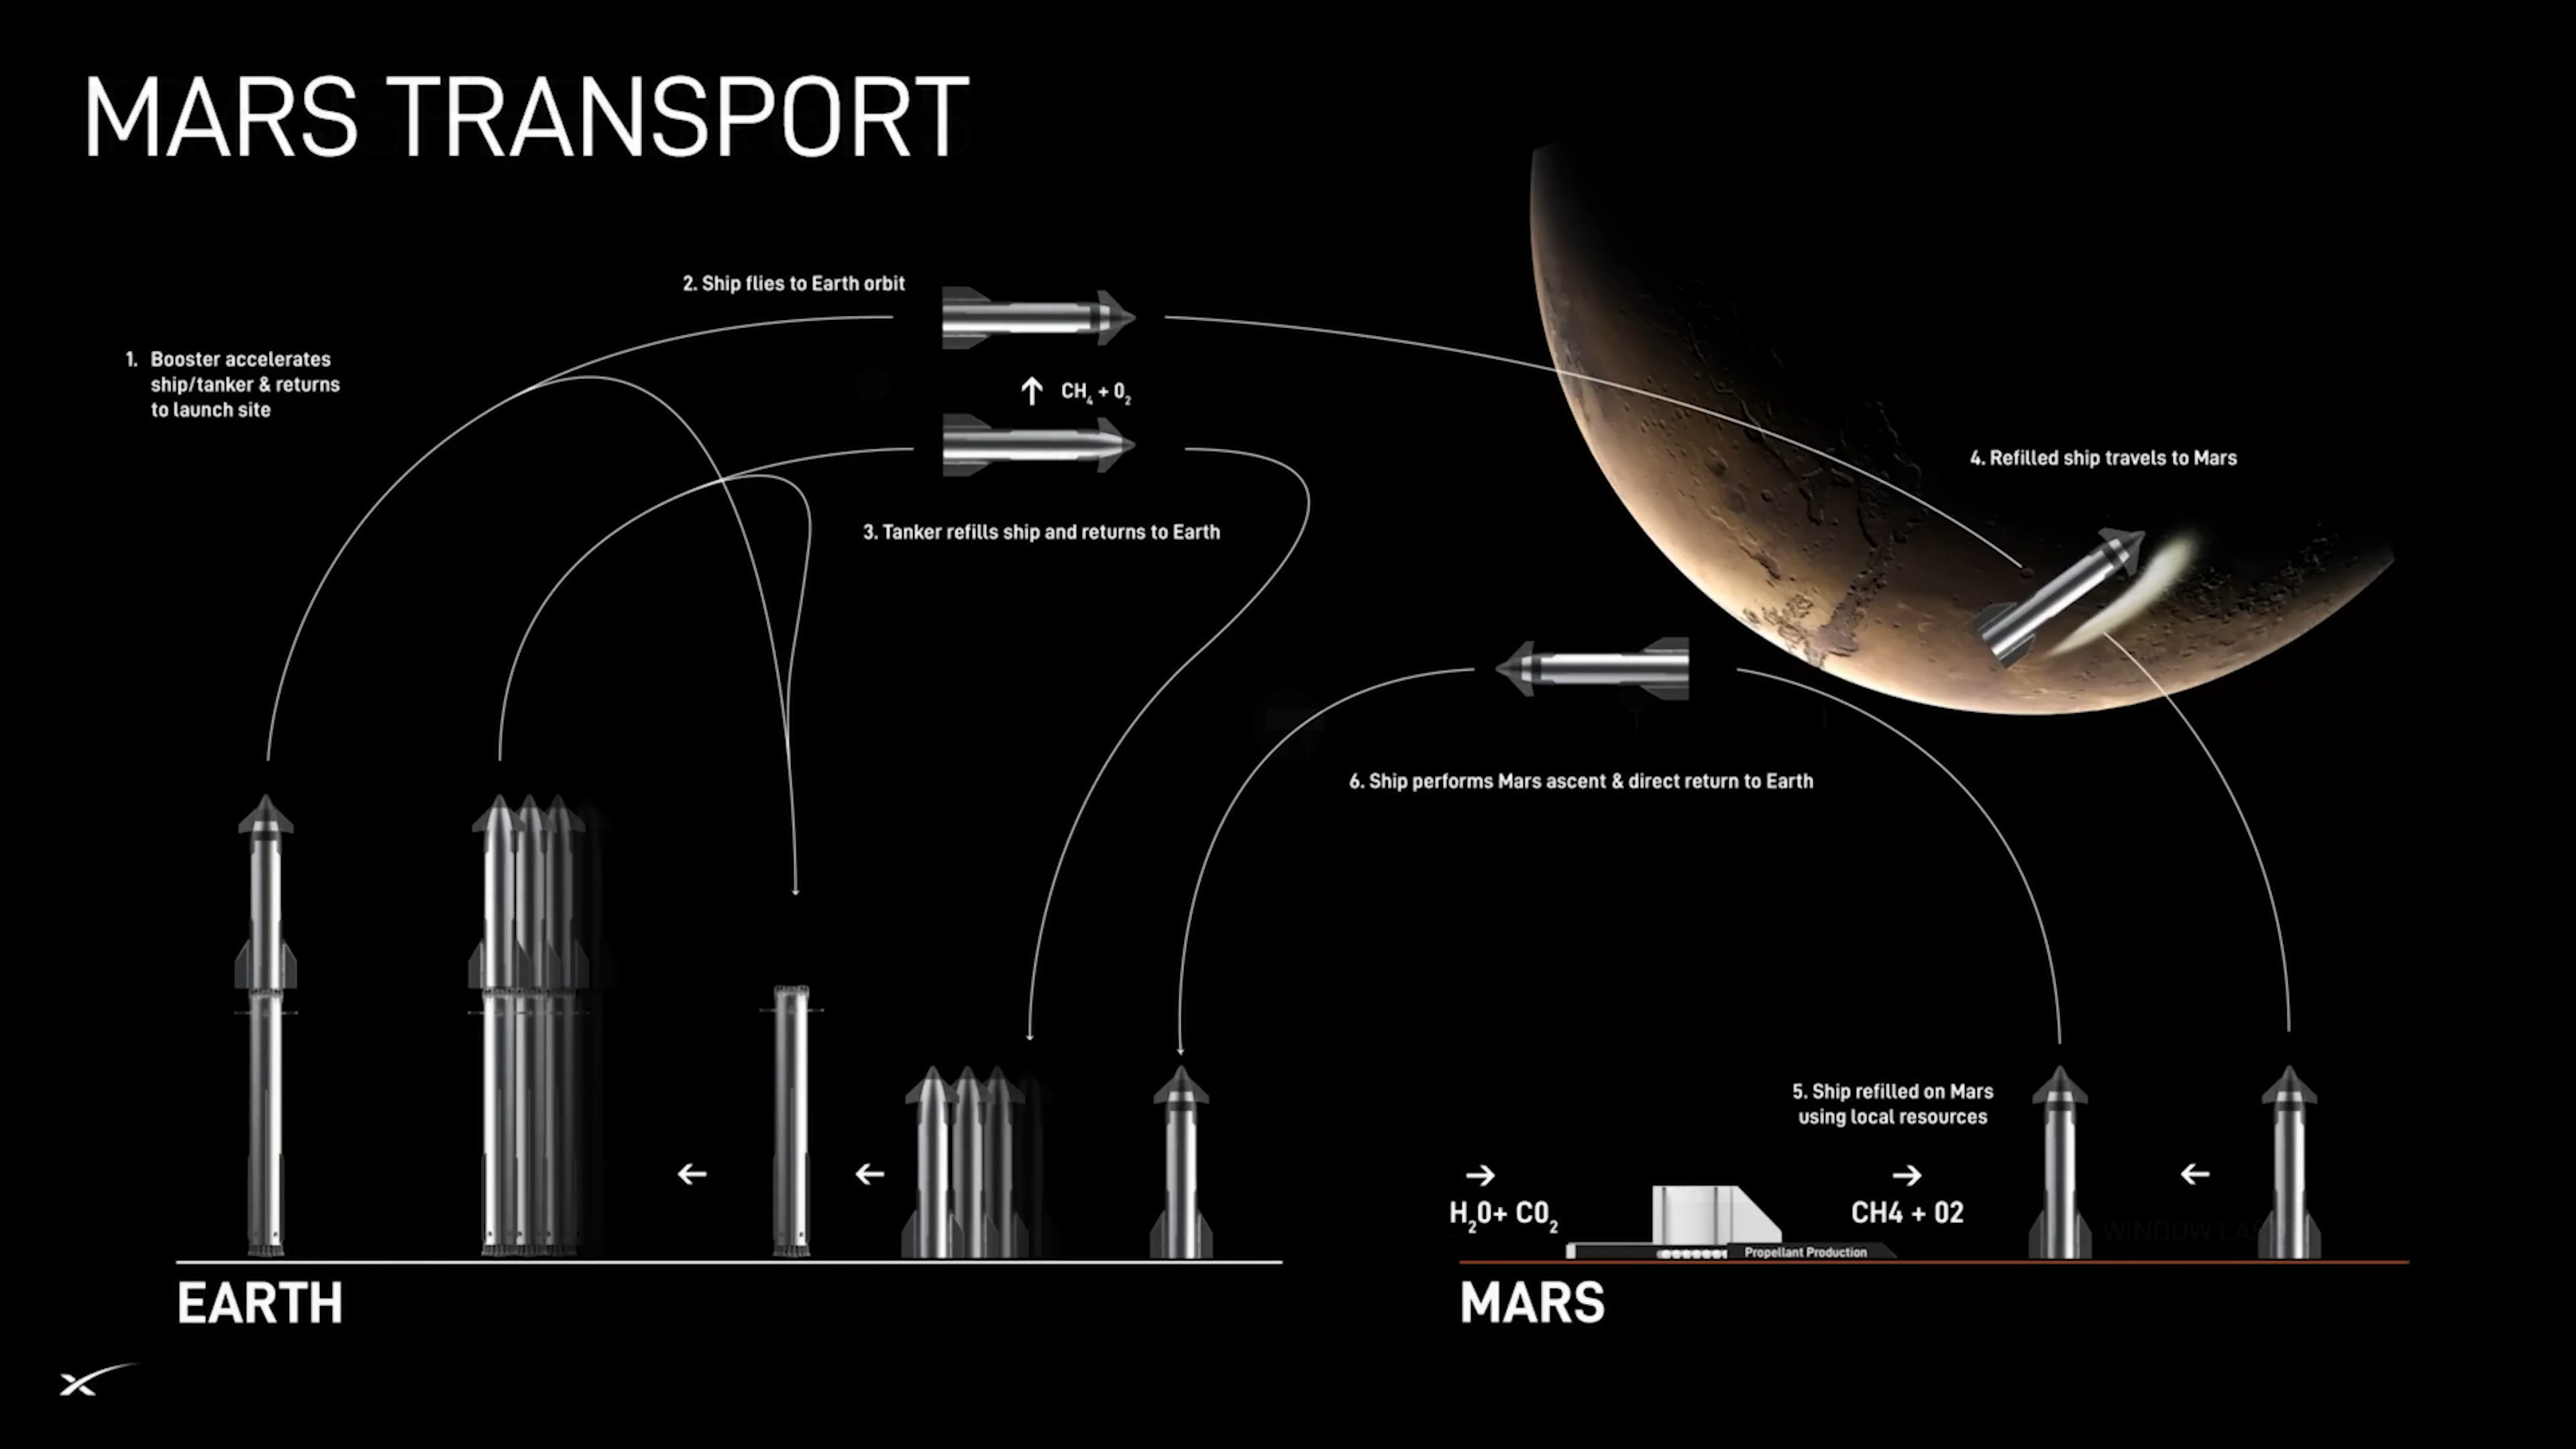 MARS TRANSPORT
2. Ship flies to Earth orbit
1. Booster accelerates
ship/tanker & returns
to launch site
CH₄ + O₂
3. Tanker refills ship and returns to Earth
4. Refilled ship travels to Mars
6. Ship performs Mars ascent & direct return to Earth
5. Ship refilled on Mars
using local resources
H₂O+ CO₂
CH4 + O2
Propellant Production
EARTH
MARS